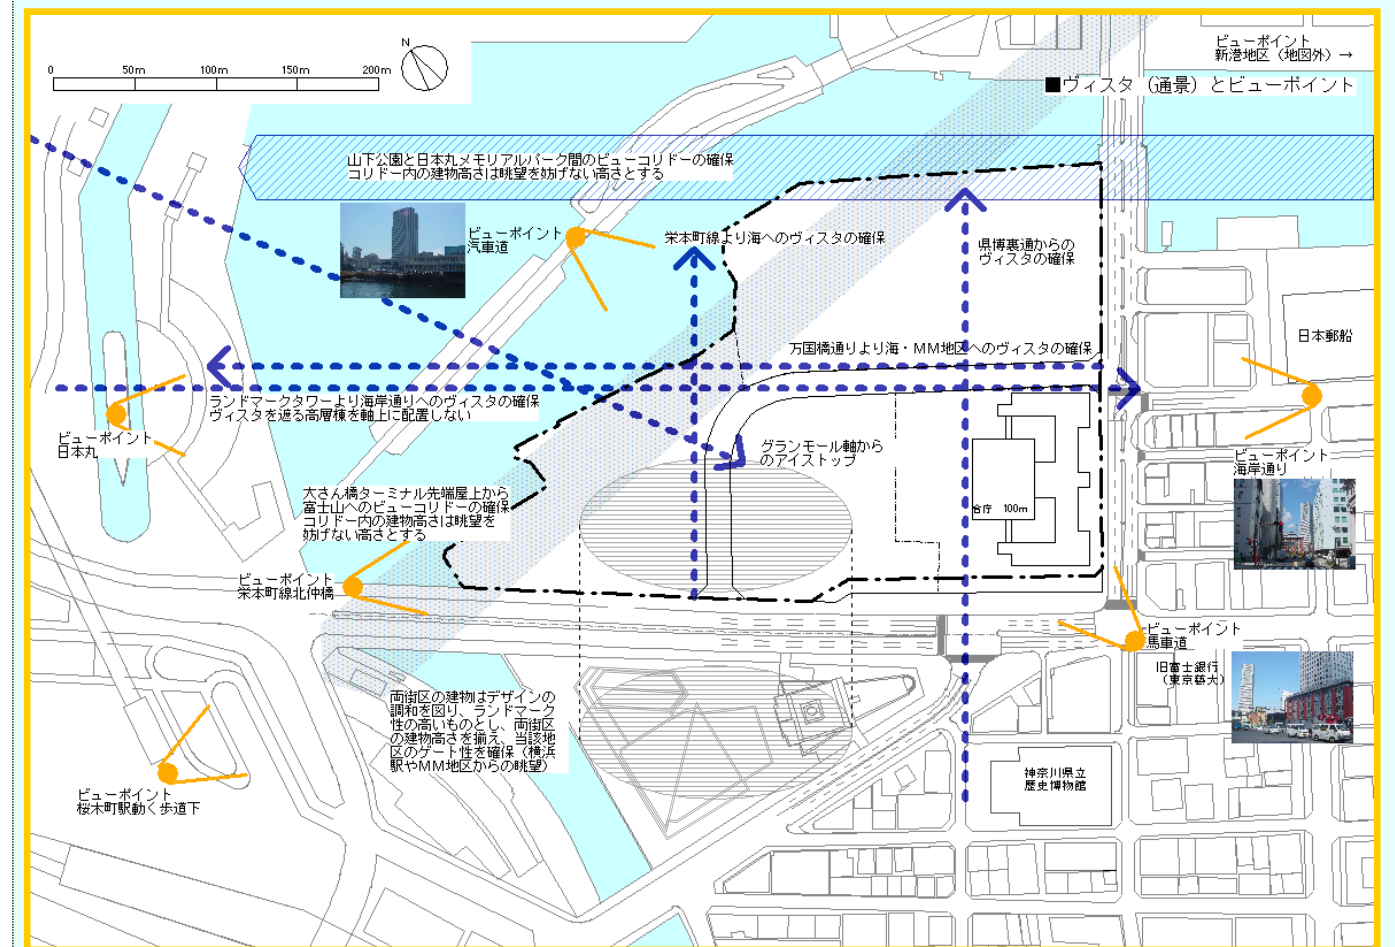 ビューポイント
新港地区（地図外）→
■ヴィスタ（通景）とビューポイント
N
0 50m 100m 150m 200m
山下公園と日本丸メモリアルパーク間のビューコリドーの確保
コリドー内の建物高さは眺望を妨げない高さとする
ビューポイント
汽車道
栄本町線より海へのヴィスタの確保
県博裏通からの
ヴィスタの確保
日本郵船
万国橋通りより海・MM地区へのヴィスタの確保
ランドマークタワーより海岸通りへのヴィスタの確保
ヴィスタを遮る高層棟を軸上に配置しない
ビューポイント
日本丸
グランモール軸から
のアイストップ
ビューポイント
海岸通り
大さん橋ターミナル先端屋上から
富士山へのビューコリドーの確保
コリドー内の建物高さは眺望を
妨げない高さとする
合庁 100m
ビューポイント
栄本町線北仲橋
ビューポイント
馬車道
旧富士銀行
（東京藝大）
両街区の建物はデザインの
調和を図り、ランドマーク
性の高いものとし、両街区
の建物高さを揃え、当該地
区のゲート性を確保（横浜
駅やMM地区からの眺望）
神奈川県立
歴史博物館
ビューポイント
桜木町駅動く歩道下